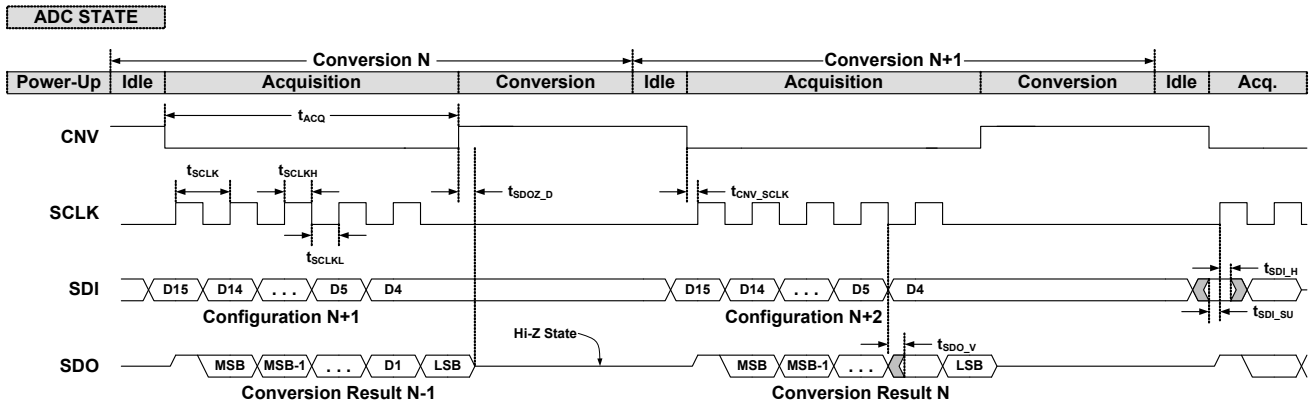 ADC STATE
Conversion N Conversion N+1
Power-Up Idle Acquisition Conversion Idle Acquisition Conversion Idle Acq.
CNV tACQ
tSCLK tSCLKH tSDOZ_D tCNV_SCLK
SCLK
tSCLKL
tSDI_H
SDI D15 D14 . . . D5 D4 D15 D14 . . . D5 D4
Configuration N+1 Configuration N+2 tSDI_SU
Hi-Z State tSDO_V
SDO MSB MSB-1 . . . D1 LSB MSB MSB-1 . . . LSB
Conversion Result N-1 Conversion Result N